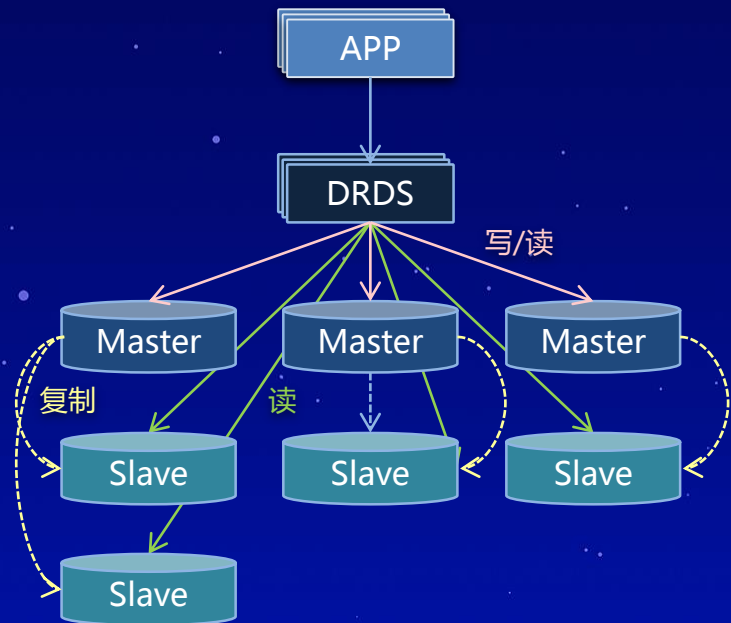 APP
DRDS
写/读
Master
Master
Master
复制
读
Slave
Slave
Slave
Slave